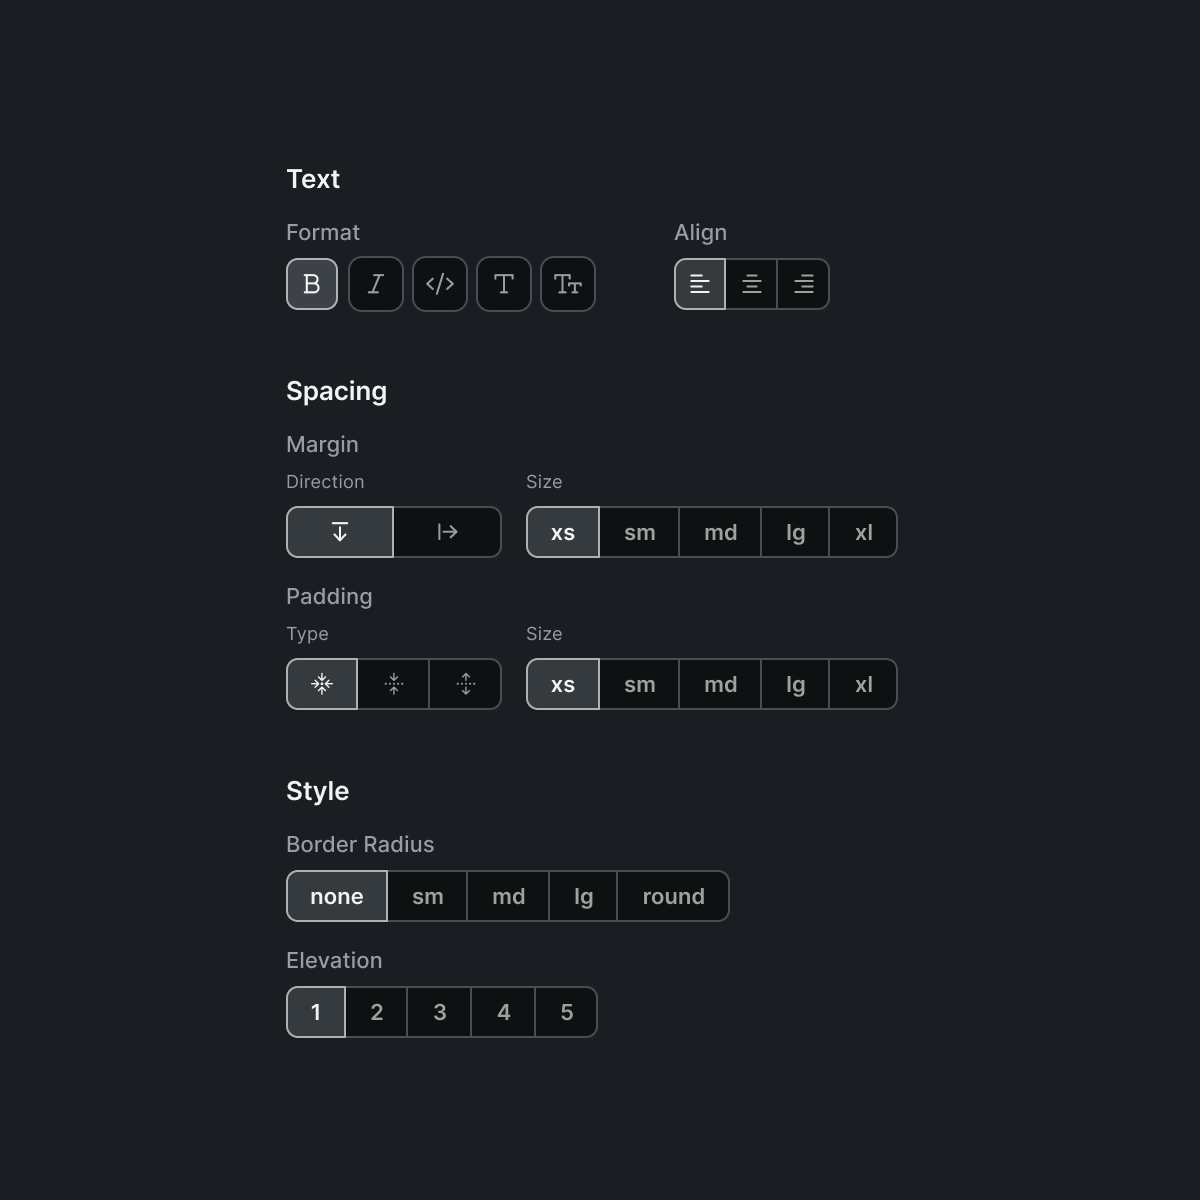 Text
Format Align
B I </> T TT
Spacing
Margin
Direction Size
xs sm md lg xl
Padding
Type Size
xs sm md lg xl
Style
Border Radius
none sm md lg round
Elevation
1 2 3 4 5